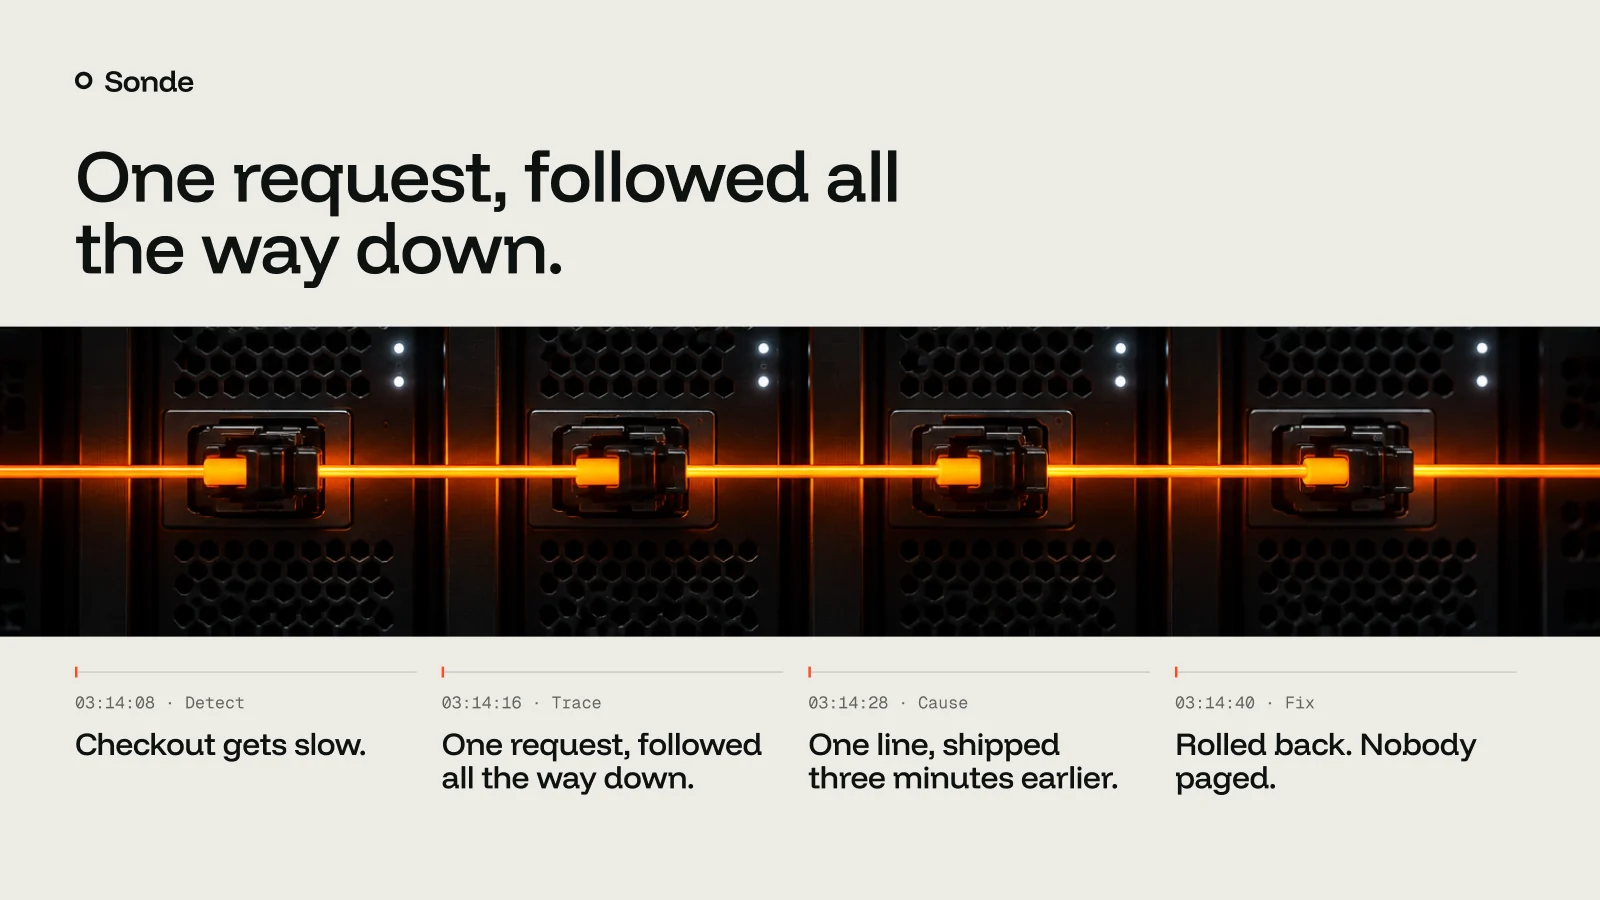 Sonde
One request, followed all
the way down.
03:14:08 · Detect
Checkout gets slow.
03:14:16 · Trace
One request, followed
all the way down.
03:14:28 · Cause
One line, shipped
three minutes earlier.
03:14:40 · Fix
Rolled back. Nobody
paged.